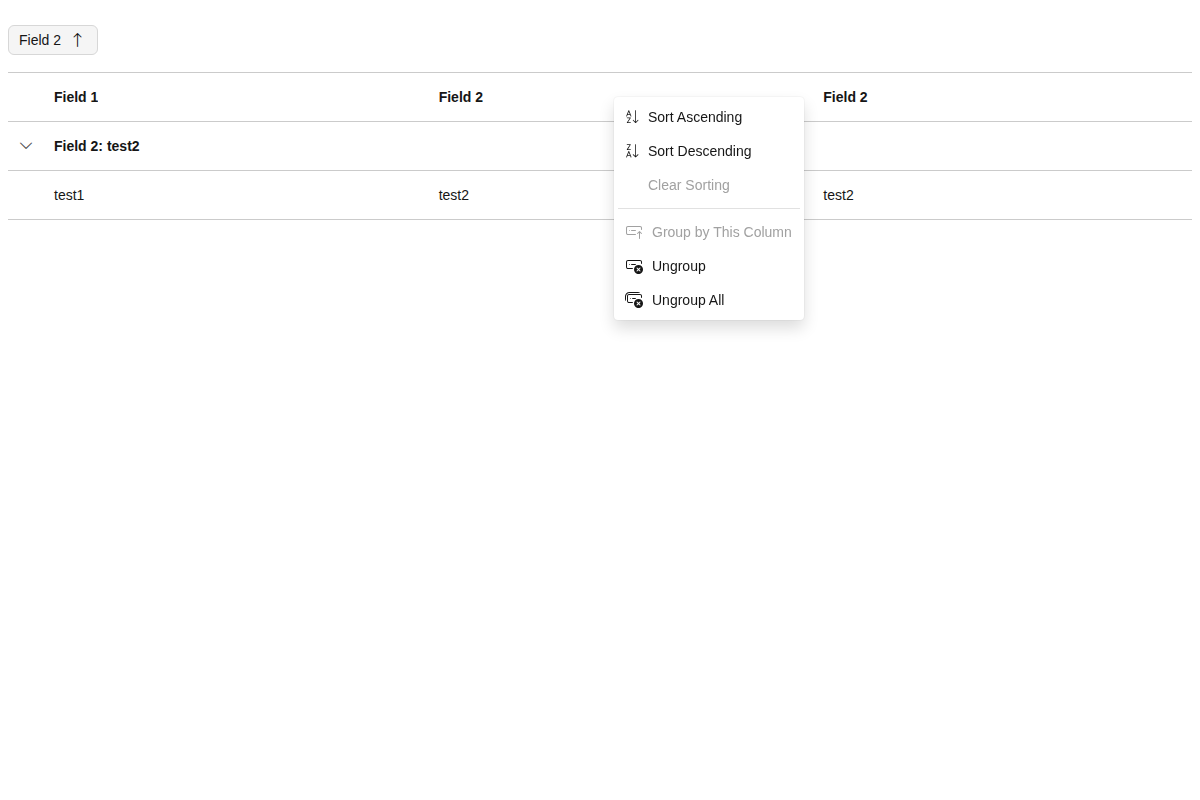 Field 2
Field 1 Field 2 Field 2
Field 2: test2
test1 test2 test2
Sort Ascending
Sort Descending
Clear Sorting
Group by This Column
Ungroup
Ungroup All